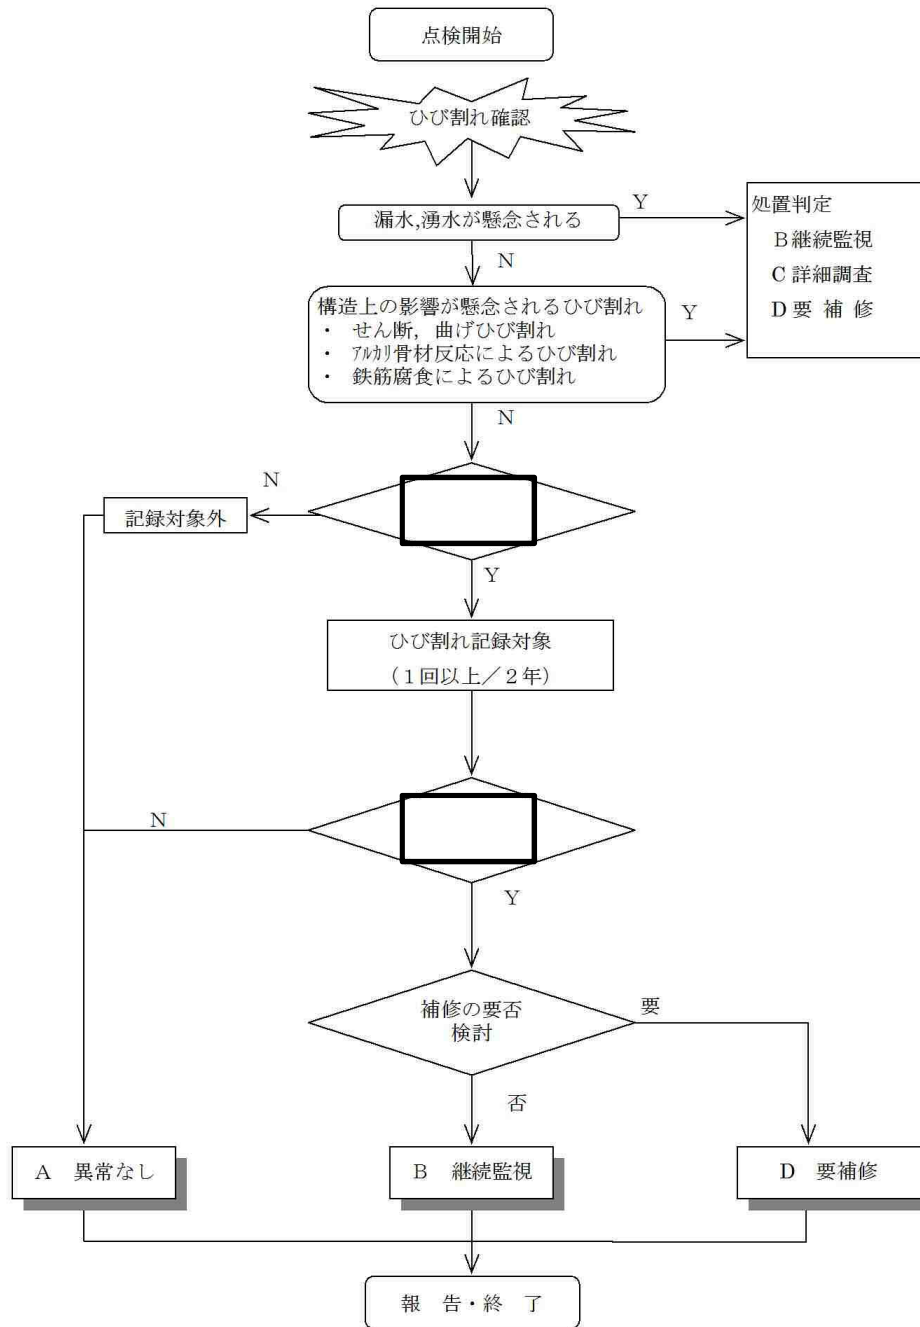 点検開始
ひび割れ確認
漏水,湧水が懸念される
Y
処置判定
B継続監視
C詳細調査
D要 補 修
N
構造上の影響が懸念されるひび割れ
・ せん断，曲げひび割れ
・ ｱﾙｶﾘ骨材反応によるひび割れ
・ 鉄筋腐食によるひび割れ
Y
N
N
記録対象外
Y
ひび割れ記録対象
（１回以上／２年）
N
Y
補修の要否
検討
要
否
A 異常なし
B 継続監視
D 要補修
報 告・終 了